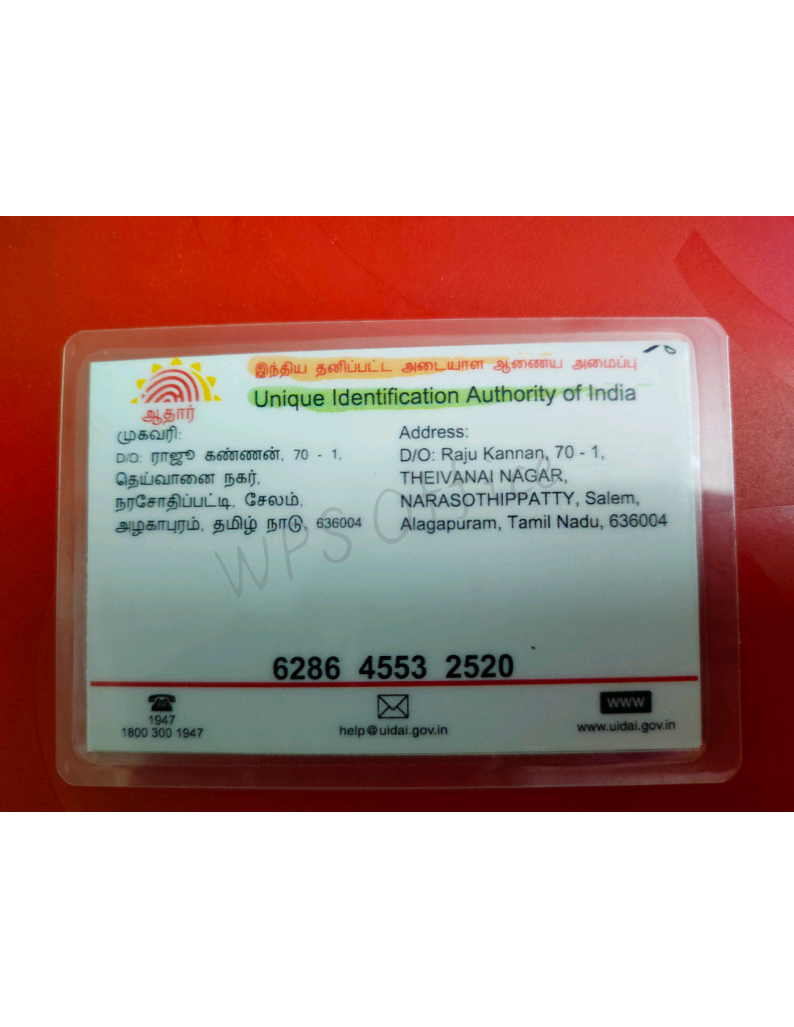 இந்திய தனிப்பட்ட அடையாள ஆணைய அமைப்பு
Unique Identification Authority of India
ஆதார்
முகவரி:
D/O: ராஜூ கண்ணன், 70 - 1,
தெய்வானை நகர்,
நரசோதிப்பட்டி, சேலம்,
அழகாபுரம், தமிழ் நாடு, 636004
Address:
D/O: Raju Kannan, 70 - 1,
THEIVANAI NAGAR,
NARASOTHIPPATTY, Salem,
Alagapuram, Tamil Nadu, 636004
WPS Office
6286 4553 2520
1947
1800 300 1947
help@uidai.gov.in
www
www.uidai.gov.in